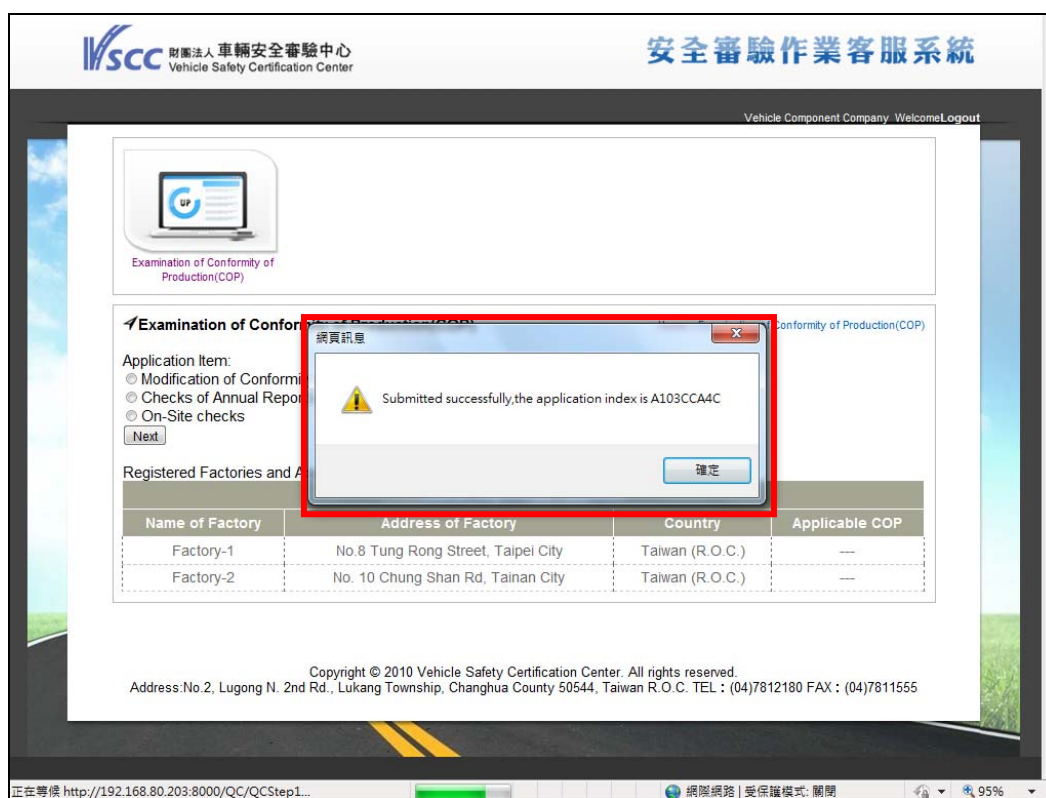 VSCC 財團法人 車輛安全審驗中心
Vehicle Safety Certification Center
安全審驗作業客服系統
Vehicle Component Company WelcomeLogout
UP
Examination of Conformity of
Production(COP)
Examination of Conformity of Production(COP)
Conformity of Production(COP)
網頁訊息
X
Application Item:
Modification of Conformi
Checks of Annual Repor
On-Site checks
Next
Submitted successfully,the application index is A103CCA4C
確定
Registered Factories and A
Name of Factory Address of Factory Country Applicable COP
Factory-1 No.8 Tung Rong Street, Taipei City Taiwan (R.O.C.) ---
Factory-2 No. 10 Chung Shan Rd, Tainan City Taiwan (R.O.C.) ---
Copyright © 2010 Vehicle Safety Certification Center. All rights reserved.
Address:No.2, Lugong N. 2nd Rd., Lukang Township, Changhua County 50544, Taiwan R.O.C. TEL：(04)7812180 FAX：(04)7811555
正在等候 http://192.168.80.203:8000/QC/QCStep1... 網際網路 | 受保護模式: 關閉 95%